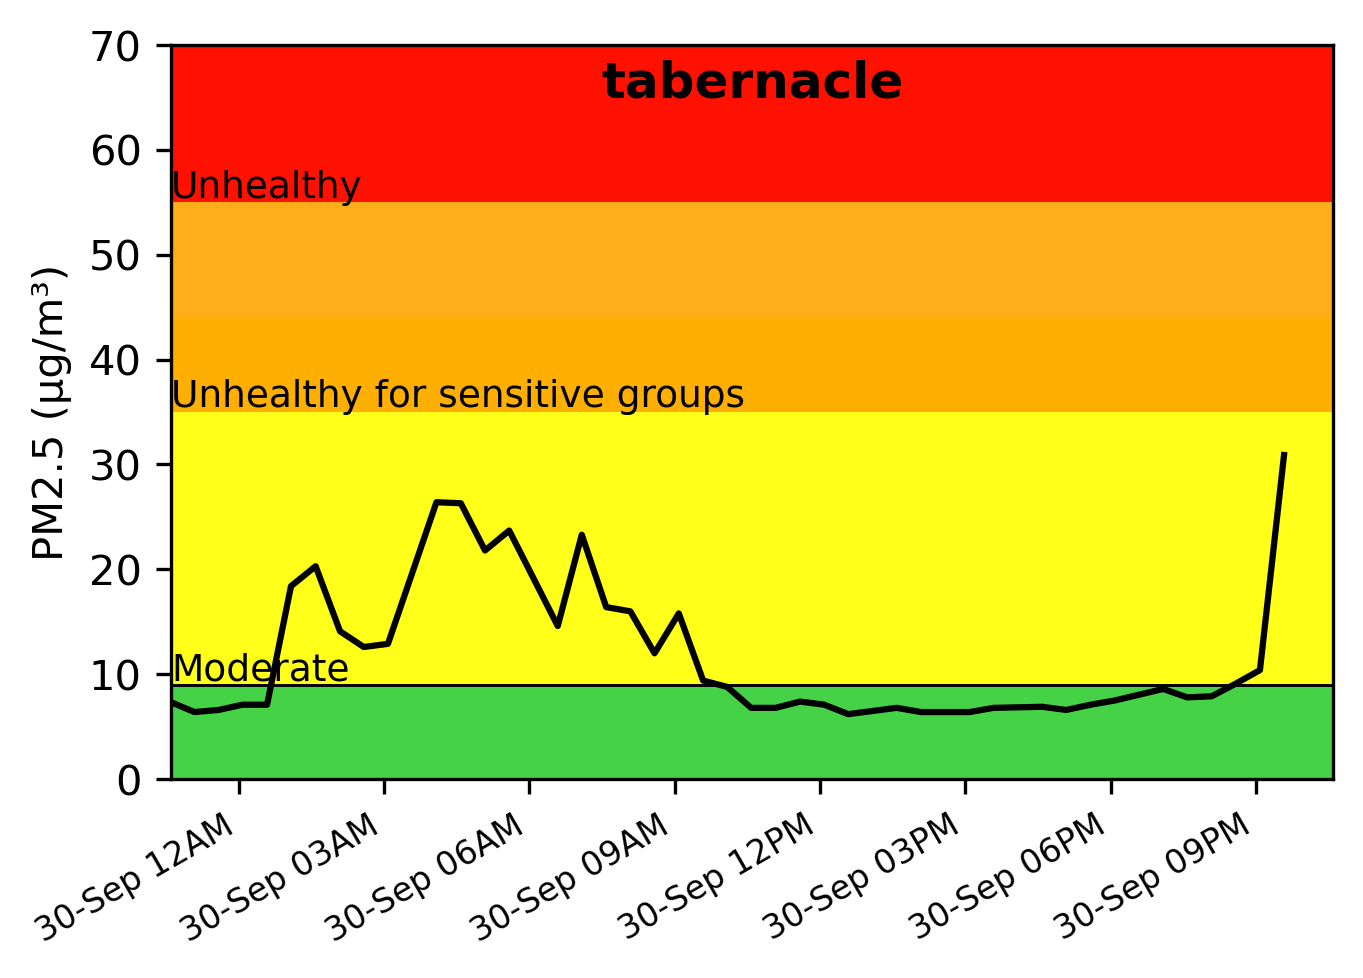 tabernacle
PM2.5 (µg/m³)
70
60
50
40
30
20
10
0
Unhealthy
Unhealthy for sensitive groups
Moderate
30-Sep 12AM
30-Sep 03AM
30-Sep 06AM
30-Sep 09AM
30-Sep 12PM
30-Sep 03PM
30-Sep 06PM
30-Sep 09PM